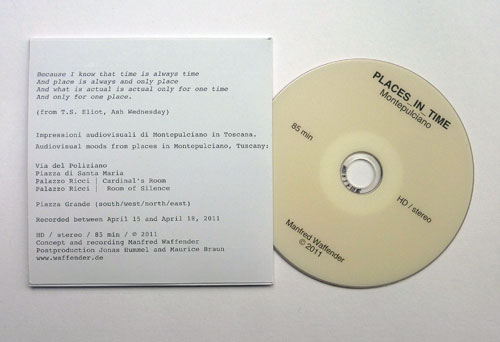 Because I know that time is always time
And place is always and only place
And what is actual is actual only for one time
And only for one place.
(from T.S. Eliot, Ash Wednesday)
Impressioni audiovisuali di Montepulciano in Toscana.
Audiovisual moods from places in Montepulciano, Tuscany:
Via del Poliziano
Piazza di Santa Maria
Palazzo Ricci | Cardinal's Room
Palazzo Ricci | Room of Silence
Piazza Grande (south/west/north/east)
Recorded between April 15 and April 18, 2011
HD / stereo / 85 min / ℗ 2011
Concept and recording Manfred Waffender
Postproduction Jonas Hummel and Maurice Braun
www.waffender.de
PLACES_IN_TIME
Montepulciano
85 min
HD / stereo
Manfred Waffender
© 2011